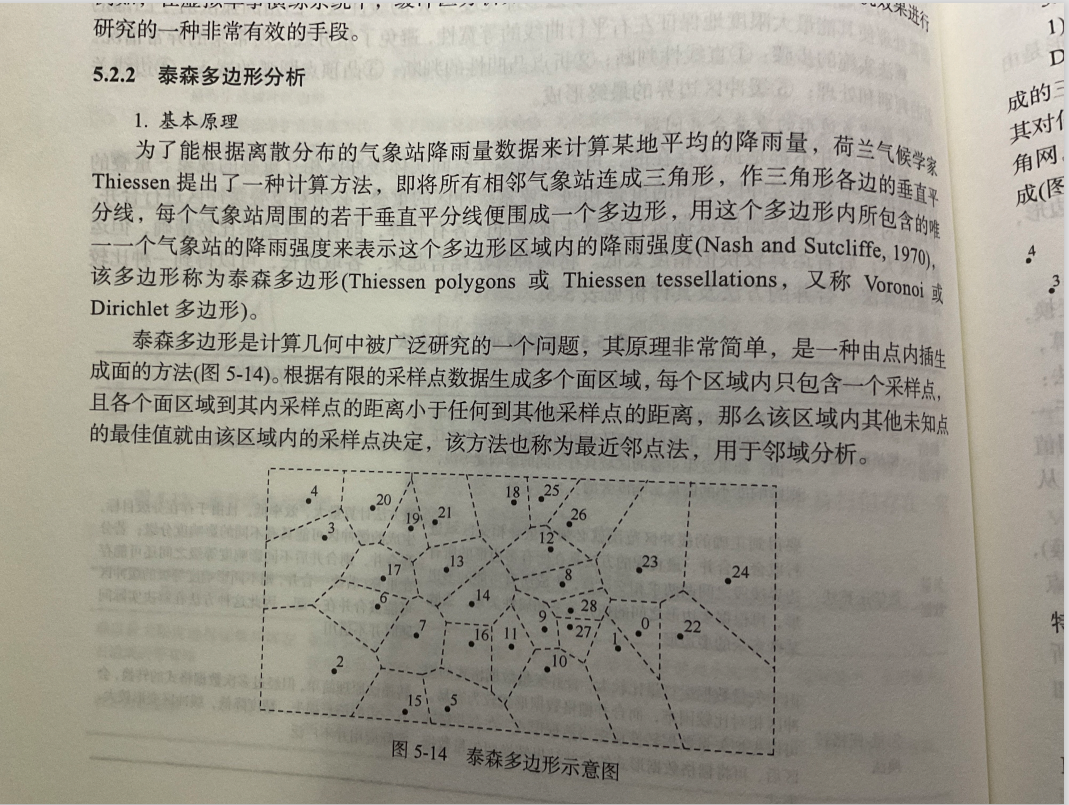 效果进行
研究的一种非常有效的手段。
5.2.2 泰森多边形分析
1. 基本原理
为了能根据离散分布的气象站降雨量数据来计算某地平均的降雨量，荷兰气候学家
Thiessen 提出了一种计算方法，即将所有相邻气象站连成三角形，作三角形各边的垂直平
分线，每个气象站周围的若干垂直平分线便围成一个多边形，用这个多边形内所包含的唯
一一个气象站的降雨强度来表示这个多边形区域内的降雨强度(Nash and Sutcliffe, 1970)，
该多边形称为泰森多边形(Thiessen polygons 或 Thiessen tessellations，又称 Voronoi 或
Dirichlet 多边形)。
泰森多边形是计算几何中被广泛研究的一个问题，其原理非常简单，是一种由点内插生
成面的方法(图 5-14)。根据有限的采样点数据生成多个面区域，每个区域内只包含一个采样点，
且各个面区域到其内采样点的距离小于任何到其他采样点的距离，那么该区域内其他未知点
的最佳值就由该区域内的采样点决定，该方法也称为最近邻点法，用于邻域分析。
4 20 18 25
3 19 21 26
12
17 13 8 23 24
6 14 28
7 16 11 9 27 1 0 22
2 10
15 5
图 5-14 泰森多边形示意图
1)
D
成的三
其对
角网
成(图
4
3